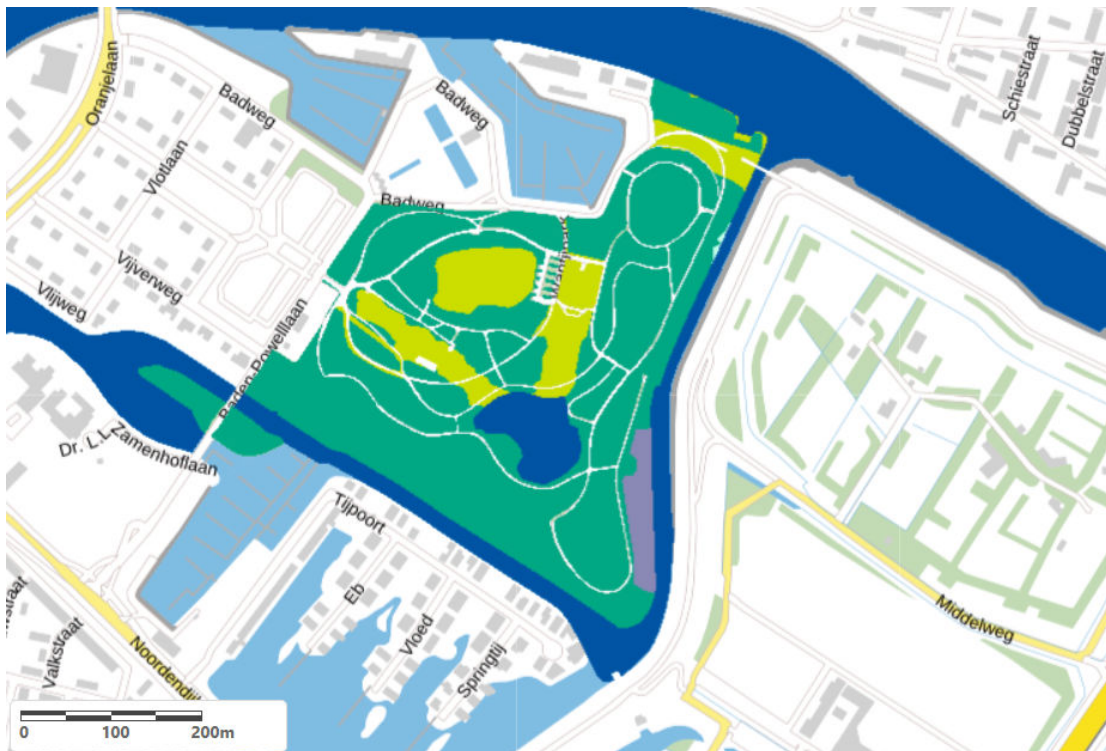 Oranjelaan
Badweg
Badweg
Schiestraat
Dubbelstraat
Vlotlaan
Badweg
Wantijpark
Vijverweg
Vlijweg
Baden-Powelllaan
Dr. L.L. Zamenhoflaan
Tijpoort
Eb
Vloed
Springtij
Middelweg
Valkstraat
Noordendijk
0 100 200m